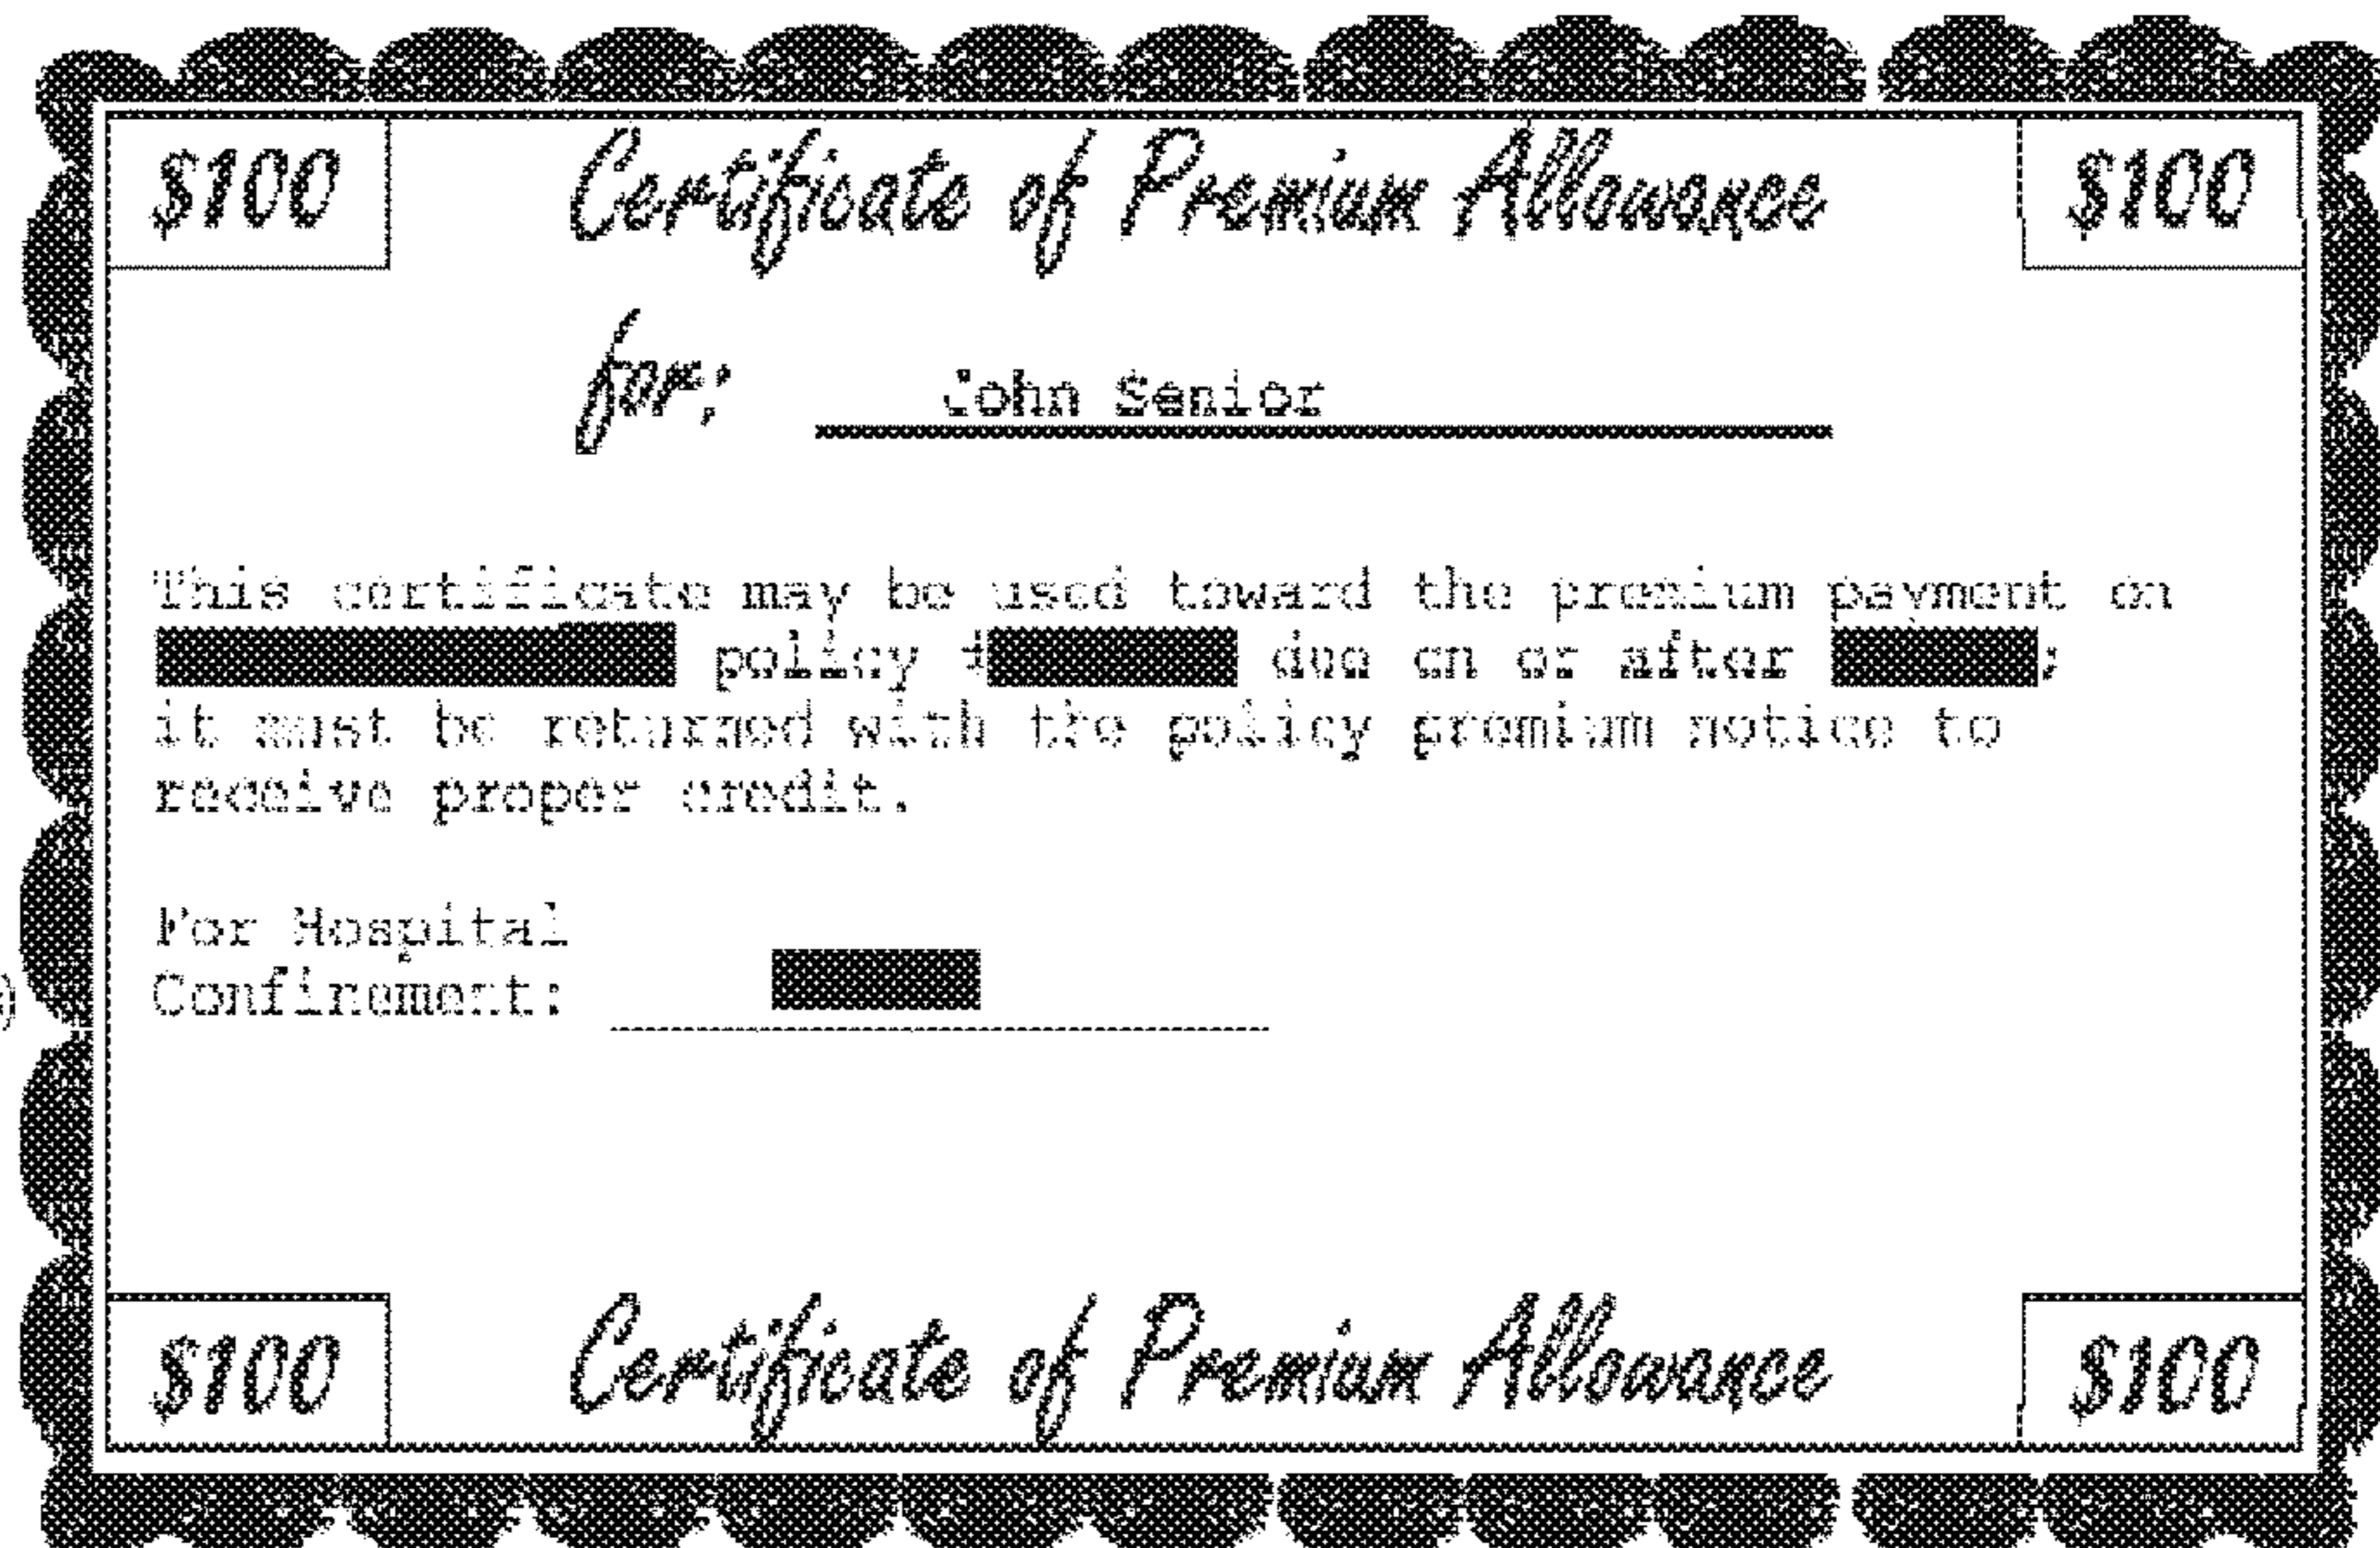 $100 Certificate of Premium Allowance $100
for: John Senior
This certificate may be used toward the premium payment on
policy # due on or after ;
it must be returned with the policy premium notice to
receive proper credit.
For Hospital
Confinement:
$100 Certificate of Premium Allowance $100